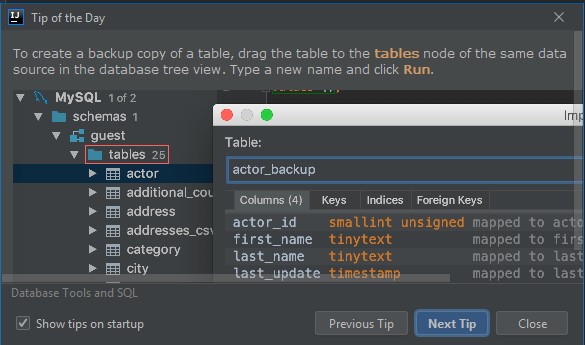 IJ Tip of the Day
To create a backup copy of a table, drag the table to the tables node of the same data
source in the database tree view. Type a new name and click Run.
MySQL 1 of 2
schemas 1
guest
tables 25
actor
additional_cou
address
addresses_csv
category
city
Imp
Table:
actor_backup
Columns (4) Keys Indices Foreign Keys
actor_id smallint unsigned mapped to acto
first_name tinytext mapped to firs
last_name tinytext mapped to last
last_update timestamp mapped to last
Database Tools and SQL
Show tips on startup
Previous Tip Next Tip Close